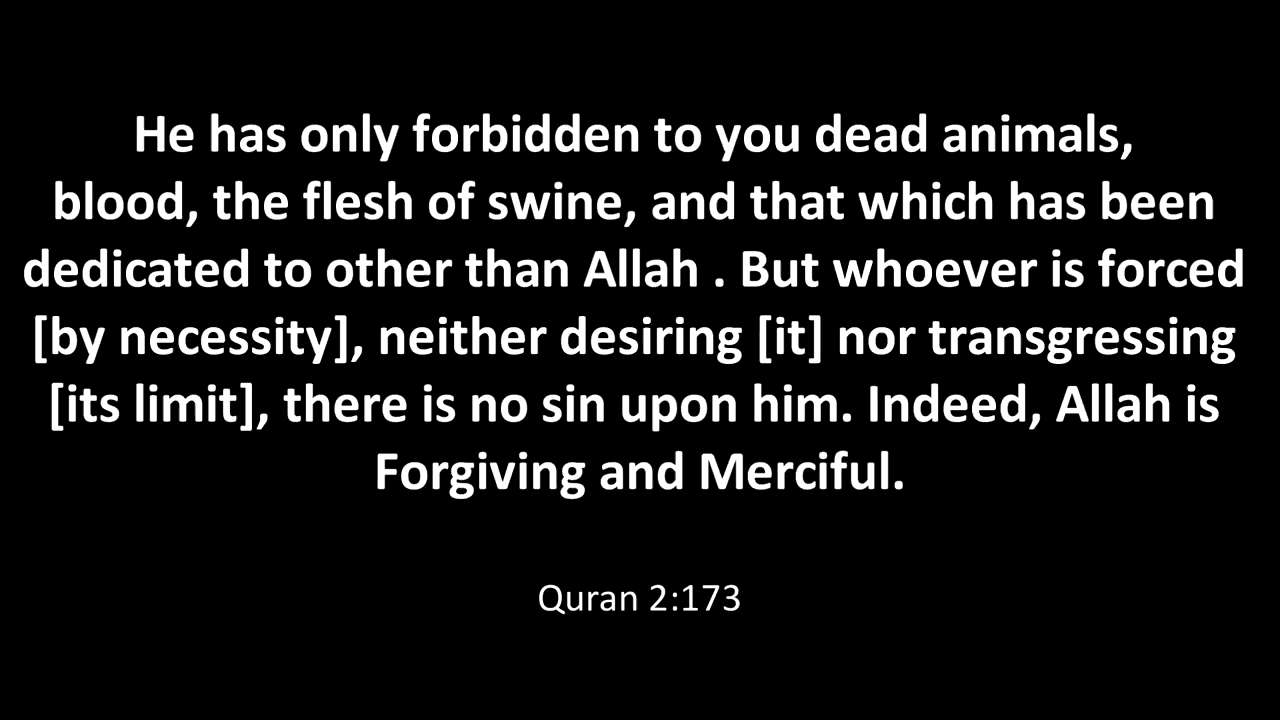 He has only forbidden to you dead animals,
blood, the flesh of swine, and that which has been
dedicated to other than Allah . But whoever is forced
[by necessity], neither desiring [it] nor transgressing
[its limit], there is no sin upon him. Indeed, Allah is
Forgiving and Merciful.
Quran 2:173